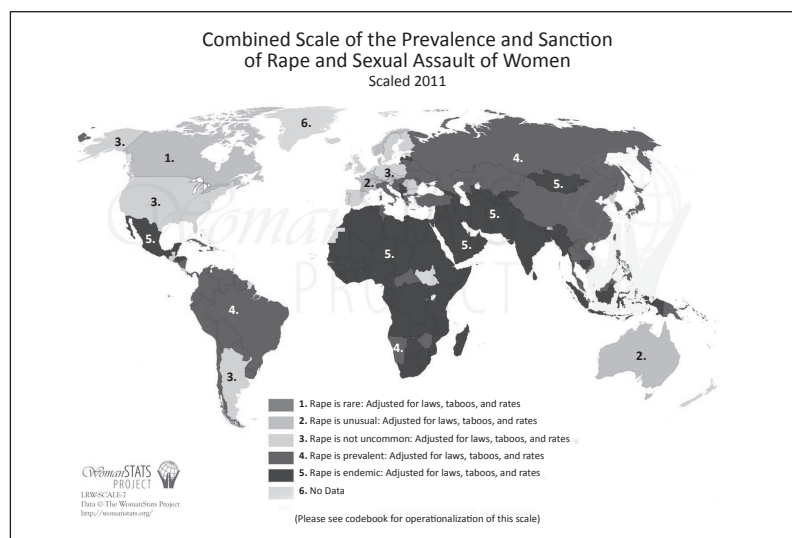 Combined Scale of the Prevalence and Sanction
of Rape and Sexual Assault of Women
Scaled 2011
6.
3.
1.
4.
3.
2.
3.
5.
5.
5.
5.
5.
4.
4.
3.
2.
WomanSTATS
PROJECT
1. Rape is rare: Adjusted for laws, taboos, and rates
2. Rape is unusual: Adjusted for laws, taboos, and rates
3. Rape is not uncommon: Adjusted for laws, taboos, and rates
4. Rape is prevalent: Adjusted for laws, taboos, and rates
5. Rape is endemic: Adjusted for laws, taboos, and rates
6. No Data
(Please see codebook for operationalization of this scale)
WomanSTATS
PROJECT
LRW-SCALE-7
Data © The WomanStats Project
http://womanstats.org/